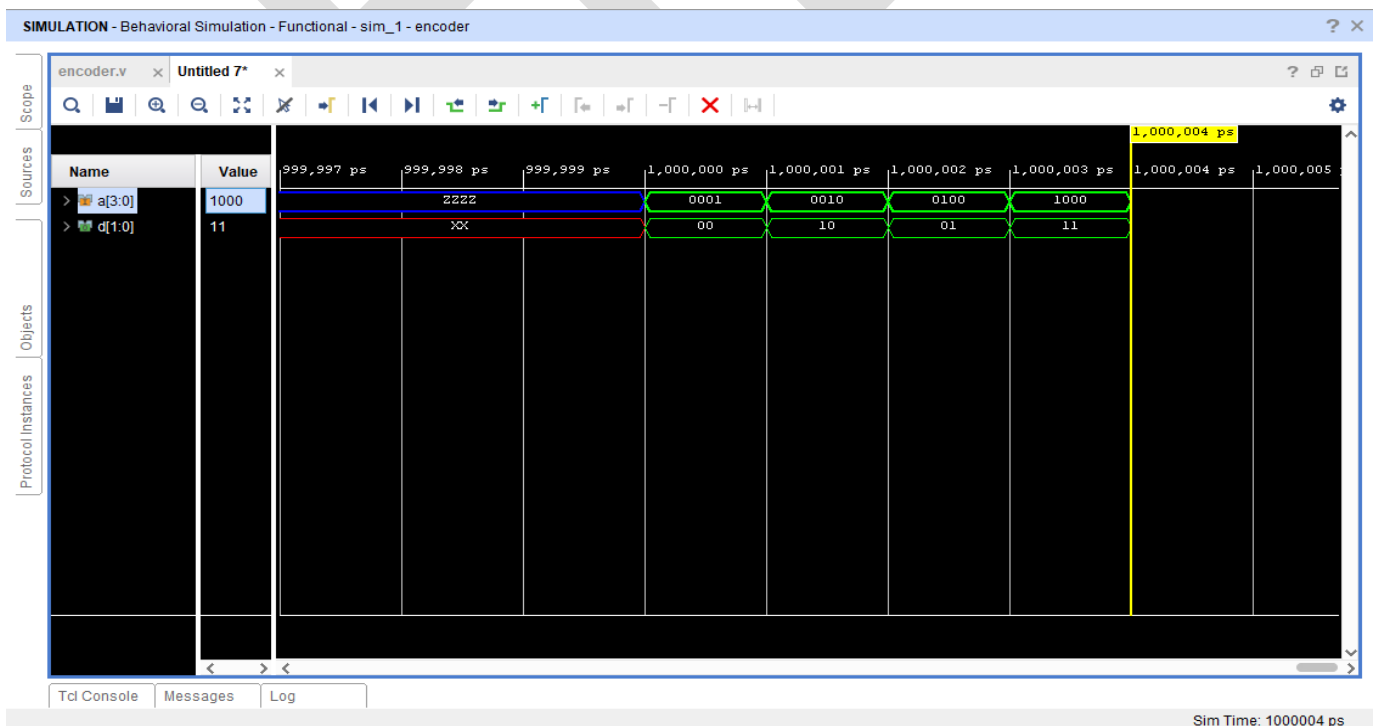 SIMULATION - Behavioral Simulation - Functional - sim_1 - encoder ? ×
encoder.v × Untitled 7* × ?
Scope
Sources
Objects
Protocol Instances
1,000,004 ps
Name Value 999,997 ps 999,998 ps 999,999 ps 1,000,000 ps 1,000,001 ps 1,000,002 ps 1,000,003 ps 1,000,004 ps 1,000,005
a[3:0] 1000 ZZZZ 0001 0010 0100 1000
d[1:0] 11 XX 00 10 01 11
Tcl Console Messages Log
Sim Time: 1000004 ps